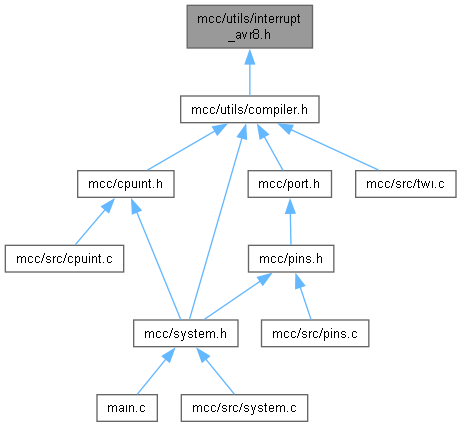 mcc/utils/interrupt
_avr8.h
mcc/utils/compiler.h
mcc/cpuint.h
mcc/port.h
mcc/src/twi.c
mcc/src/cpuint.c
mcc/pins.h
mcc/system.h
mcc/src/pins.c
main.c
mcc/src/system.c